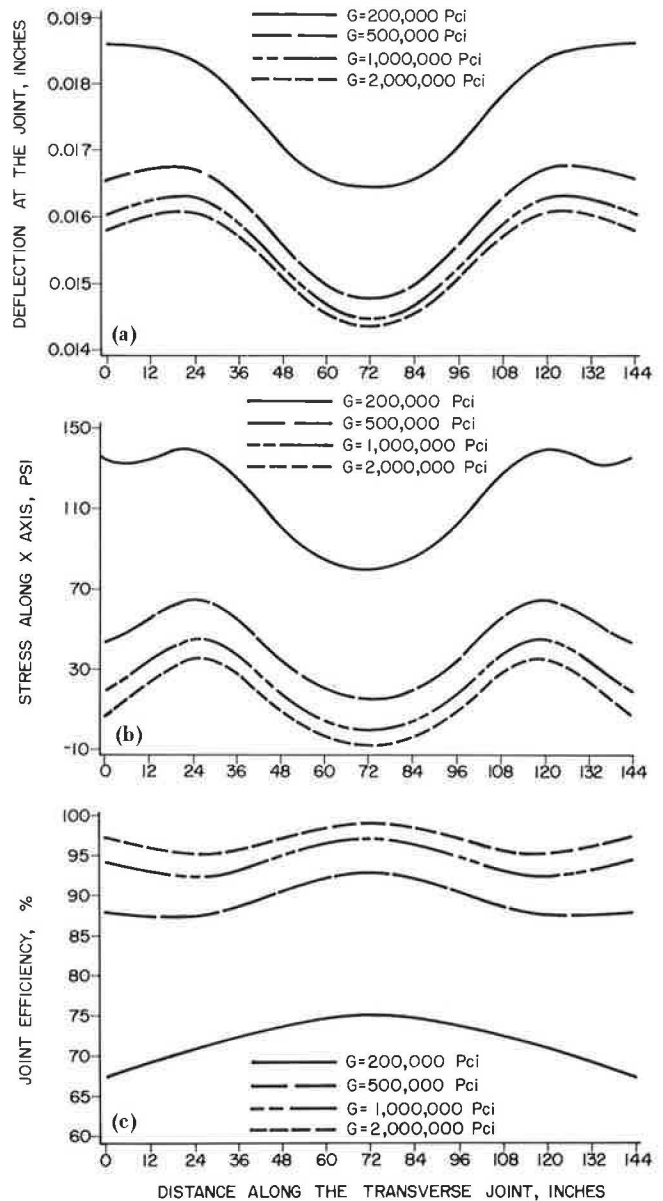 DEFLECTION AT THE JOINT, INCHES
0.019
0.018
0.017
0.016
0.015
0.014
G=200,000 Pci
G=500,000 Pci
G=1,000,000 Pci
G=2,000,000 Pci
(a)
0 12 24 36 48 60 72 84 96 108 120 132 144
STRESS ALONG X AXIS, PSI
150
110
70
30
-10
G=200,000 Pci
G=500,000 Pci
G=1,000,000 Pci
G=2,000,000 Pci
(b)
0 12 24 36 48 60 72 84 96 108 120 132 144
JOINT EFFICIENCY, %
100
95
90
85
80
75
70
65
60
G=200,000 Pci
G=500,000 Pci
G=1,000,000 Pci
G=2,000,000 Pci
(c)
0 12 24 36 48 60 72 84 96 108 120 132 144
DISTANCE ALONG THE TRANSVERSE JOINT, INCHES